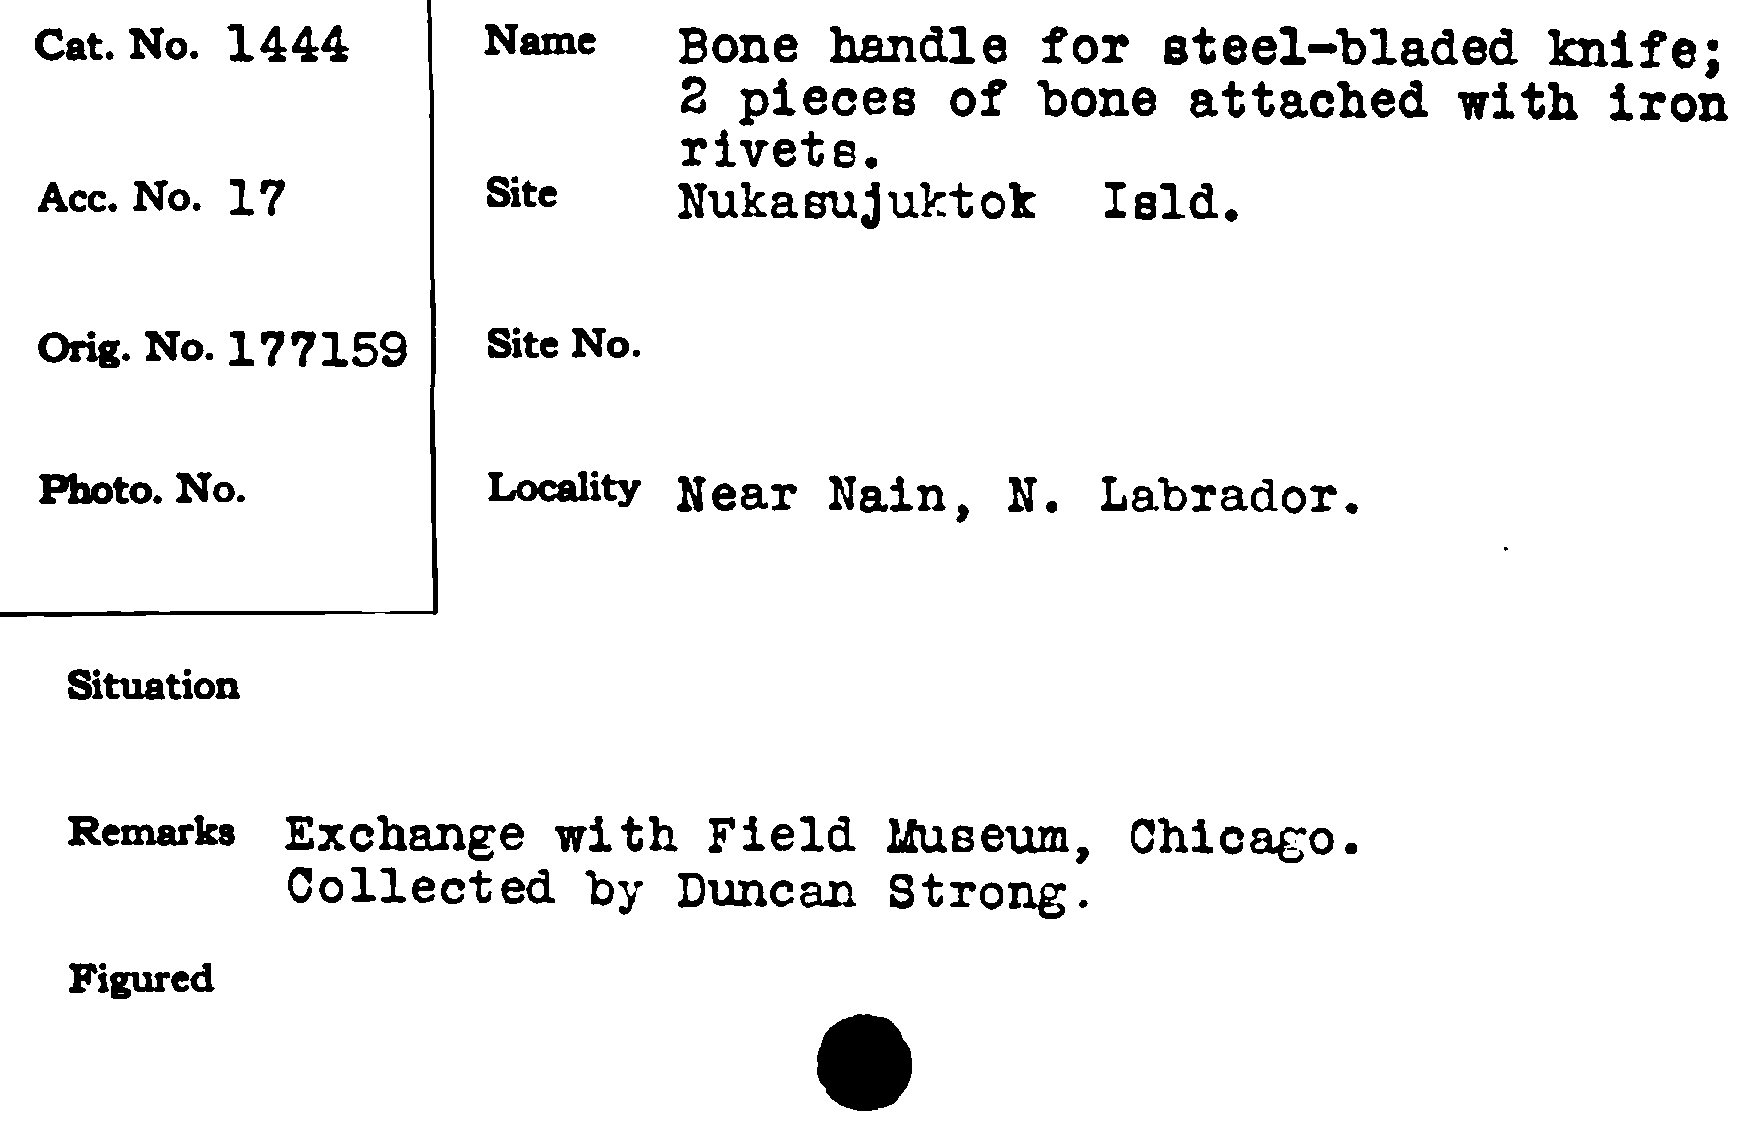 Cat. No. 1444
Name Bone handle for steel-bladed knife;
2 pieces of bone attached with iron
rivets.
Acc. No. 17
Site Nukasujuktok Isld.
Orig. No. 177159
Site No.
Photo. No.
Locality Near Nain, N. Labrador.
Situation
Remarks Exchange with Field Museum, Chicago.
Collected by Duncan Strong.
Figured